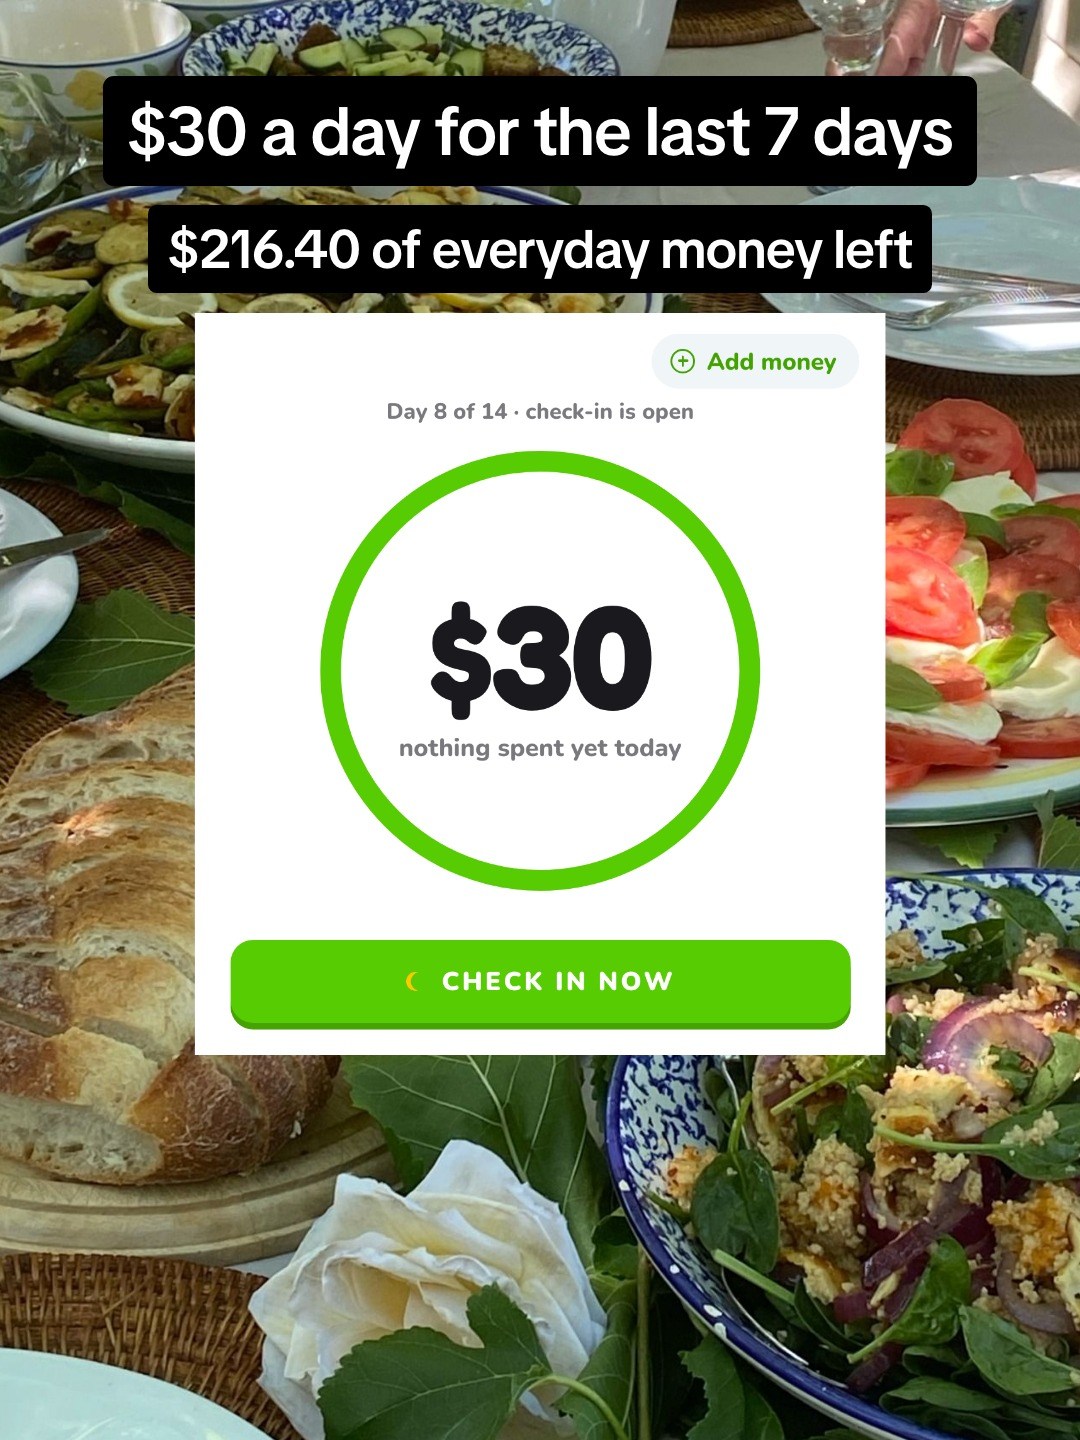 $30 a day for the last 7 days
$216.40 of everyday money left
Add money
Day 8 of 14 · check-in is open
$30
nothing spent yet today
CHECK IN NOW